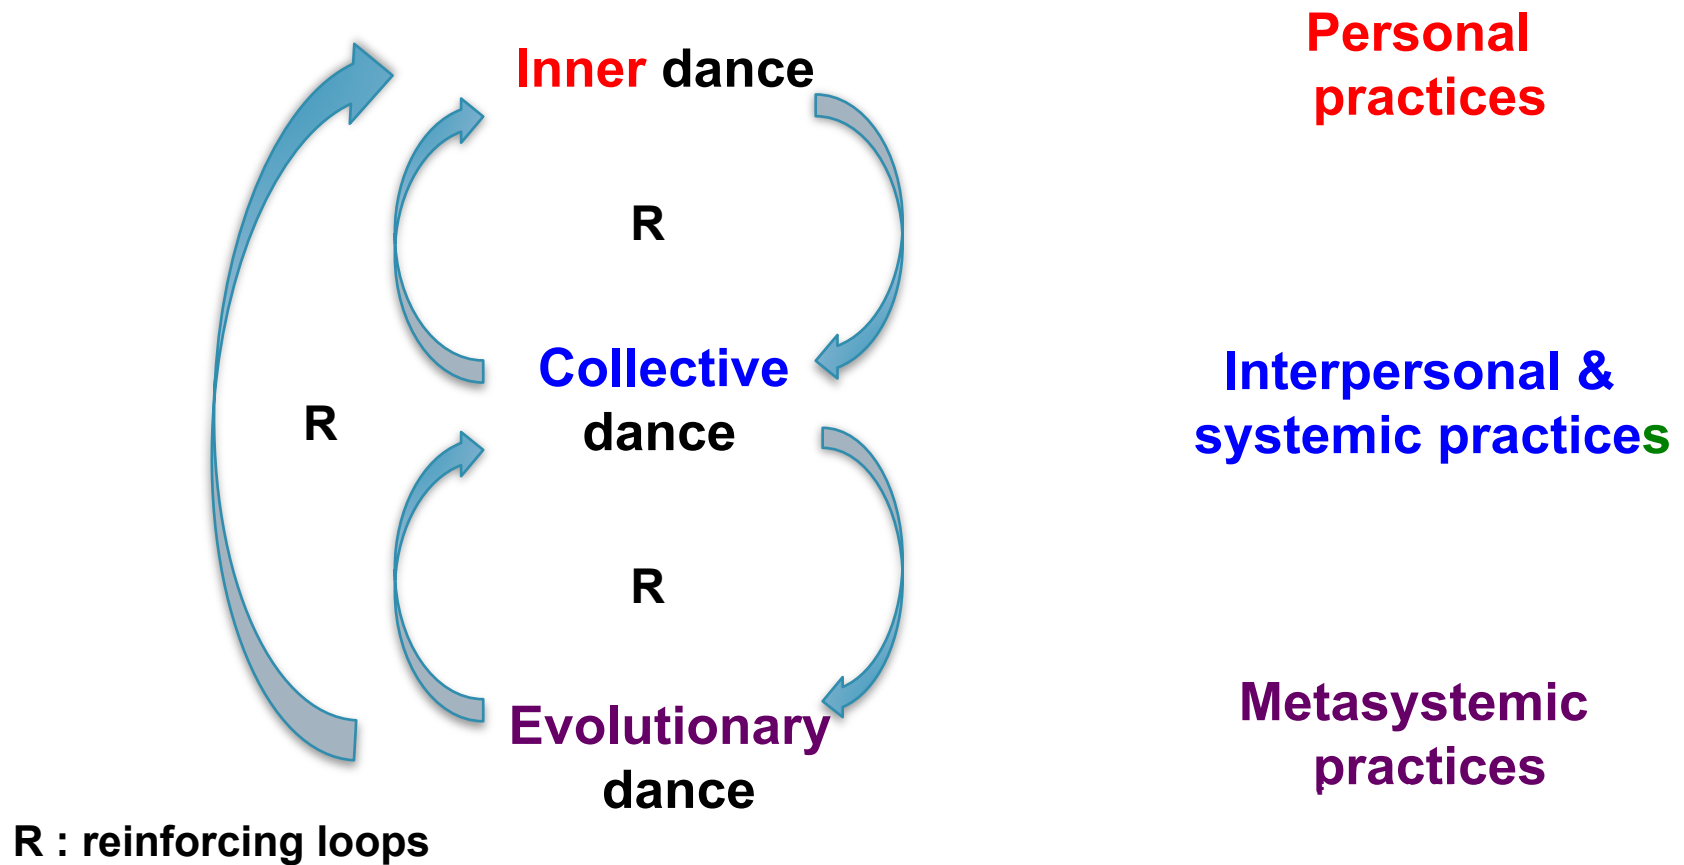 Inner dance
Personal
practices
R
Collective
dance
Interpersonal &
systemic practices
R
R
Evolutionary
dance
Metasystemic
practices
R : reinforcing loops